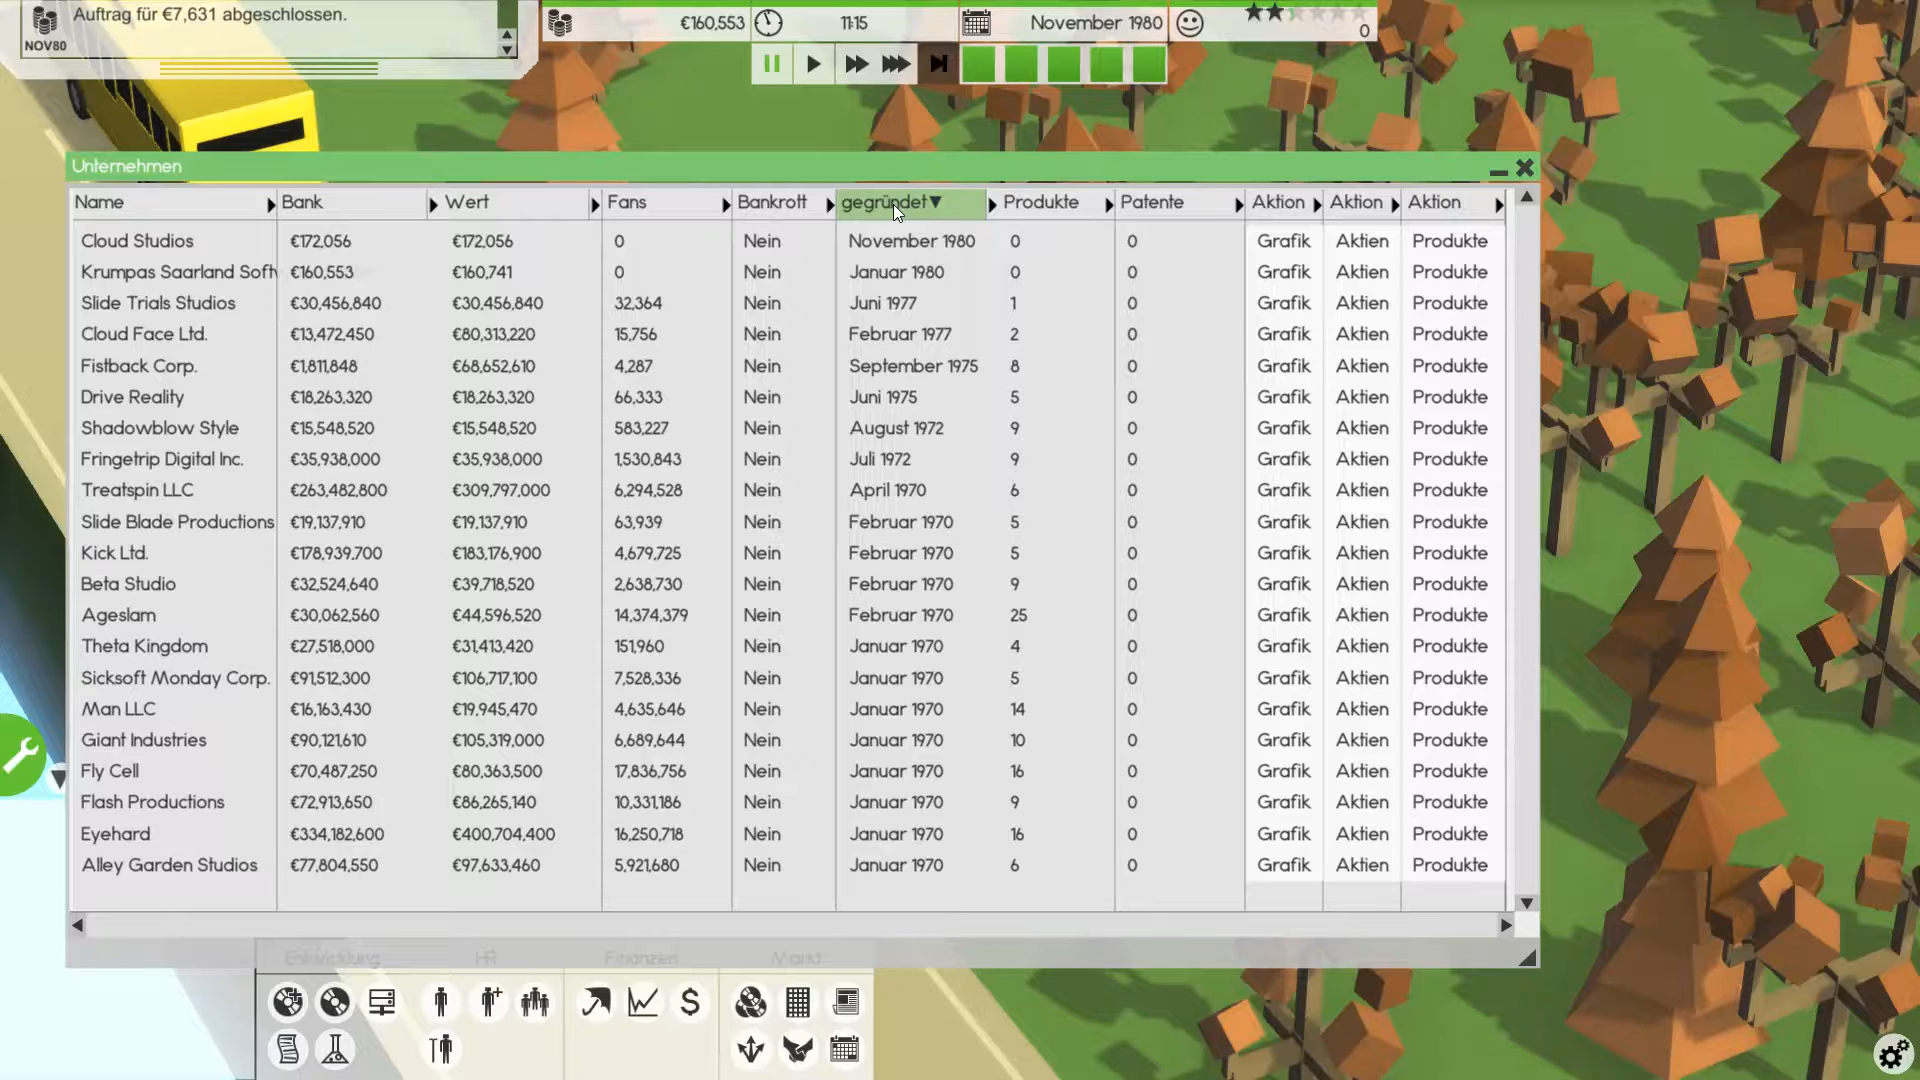 Auftrag für €7,631 abgeschlossen.
NOV80
€160,553
11:15
November 1980
0
Unternehmen
Name Bank Wert Fans Bankrott gegründet▼ Produkte Patente Aktion Aktion Aktion
Cloud Studios €172,056 €172,056 0 Nein November 1980 0 0 Grafik Aktien Produkte
Krumpas Saarland Softw €160,553 €160,741 0 Nein Januar 1980 0 0 Grafik Aktien Produkte
Slide Trials Studios €30,456,840 €30,456,840 32,364 Nein Juni 1977 1 0 Grafik Aktien Produkte
Cloud Face Ltd. €13,472,450 €80,313,220 15,756 Nein Februar 1977 2 0 Grafik Aktien Produkte
Fistback Corp. €1,811,848 €68,652,610 4,287 Nein September 1975 8 0 Grafik Aktien Produkte
Drive Reality €18,263,320 €18,263,320 66,333 Nein Juni 1975 5 0 Grafik Aktien Produkte
Shadowblow Style €15,548,520 €15,548,520 583,227 Nein August 1972 9 0 Grafik Aktien Produkte
Fringetrip Digital Inc. €35,938,000 €35,938,000 1,530,843 Nein Juli 1972 9 0 Grafik Aktien Produkte
Treatspin LLC €263,482,800 €309,797,000 6,294,528 Nein April 1970 6 0 Grafik Aktien Produkte
Slide Blade Productions €19,137,910 €19,137,910 63,939 Nein Februar 1970 5 0 Grafik Aktien Produkte
Kick Ltd. €178,939,700 €183,176,900 4,679,725 Nein Februar 1970 5 0 Grafik Aktien Produkte
Beta Studio €32,524,640 €39,718,520 2,638,730 Nein Februar 1970 9 0 Grafik Aktien Produkte
Ageslam €30,062,560 €44,596,520 14,374,379 Nein Februar 1970 25 0 Grafik Aktien Produkte
Theta Kingdom €27,518,000 €31,413,420 151,960 Nein Januar 1970 4 0 Grafik Aktien Produkte
Sicksoft Monday Corp. €91,512,300 €106,717,100 7,528,336 Nein Januar 1970 5 0 Grafik Aktien Produkte
Man LLC €16,163,430 €19,945,470 4,635,646 Nein Januar 1970 14 0 Grafik Aktien Produkte
Giant Industries €90,121,610 €105,319,000 6,689,644 Nein Januar 1970 10 0 Grafik Aktien Produkte
Fly Cell €70,487,250 €80,363,500 17,836,756 Nein Januar 1970 16 0 Grafik Aktien Produkte
Flash Productions €72,913,650 €86,265,140 10,331,186 Nein Januar 1970 9 0 Grafik Aktien Produkte
Eyehard €334,182,600 €400,704,400 16,250,718 Nein Januar 1970 16 0 Grafik Aktien Produkte
Alley Garden Studios €77,804,550 €97,633,460 5,921,680 Nein Januar 1970 6 0 Grafik Aktien Produkte
Entwicklung HR Finanzen Markt